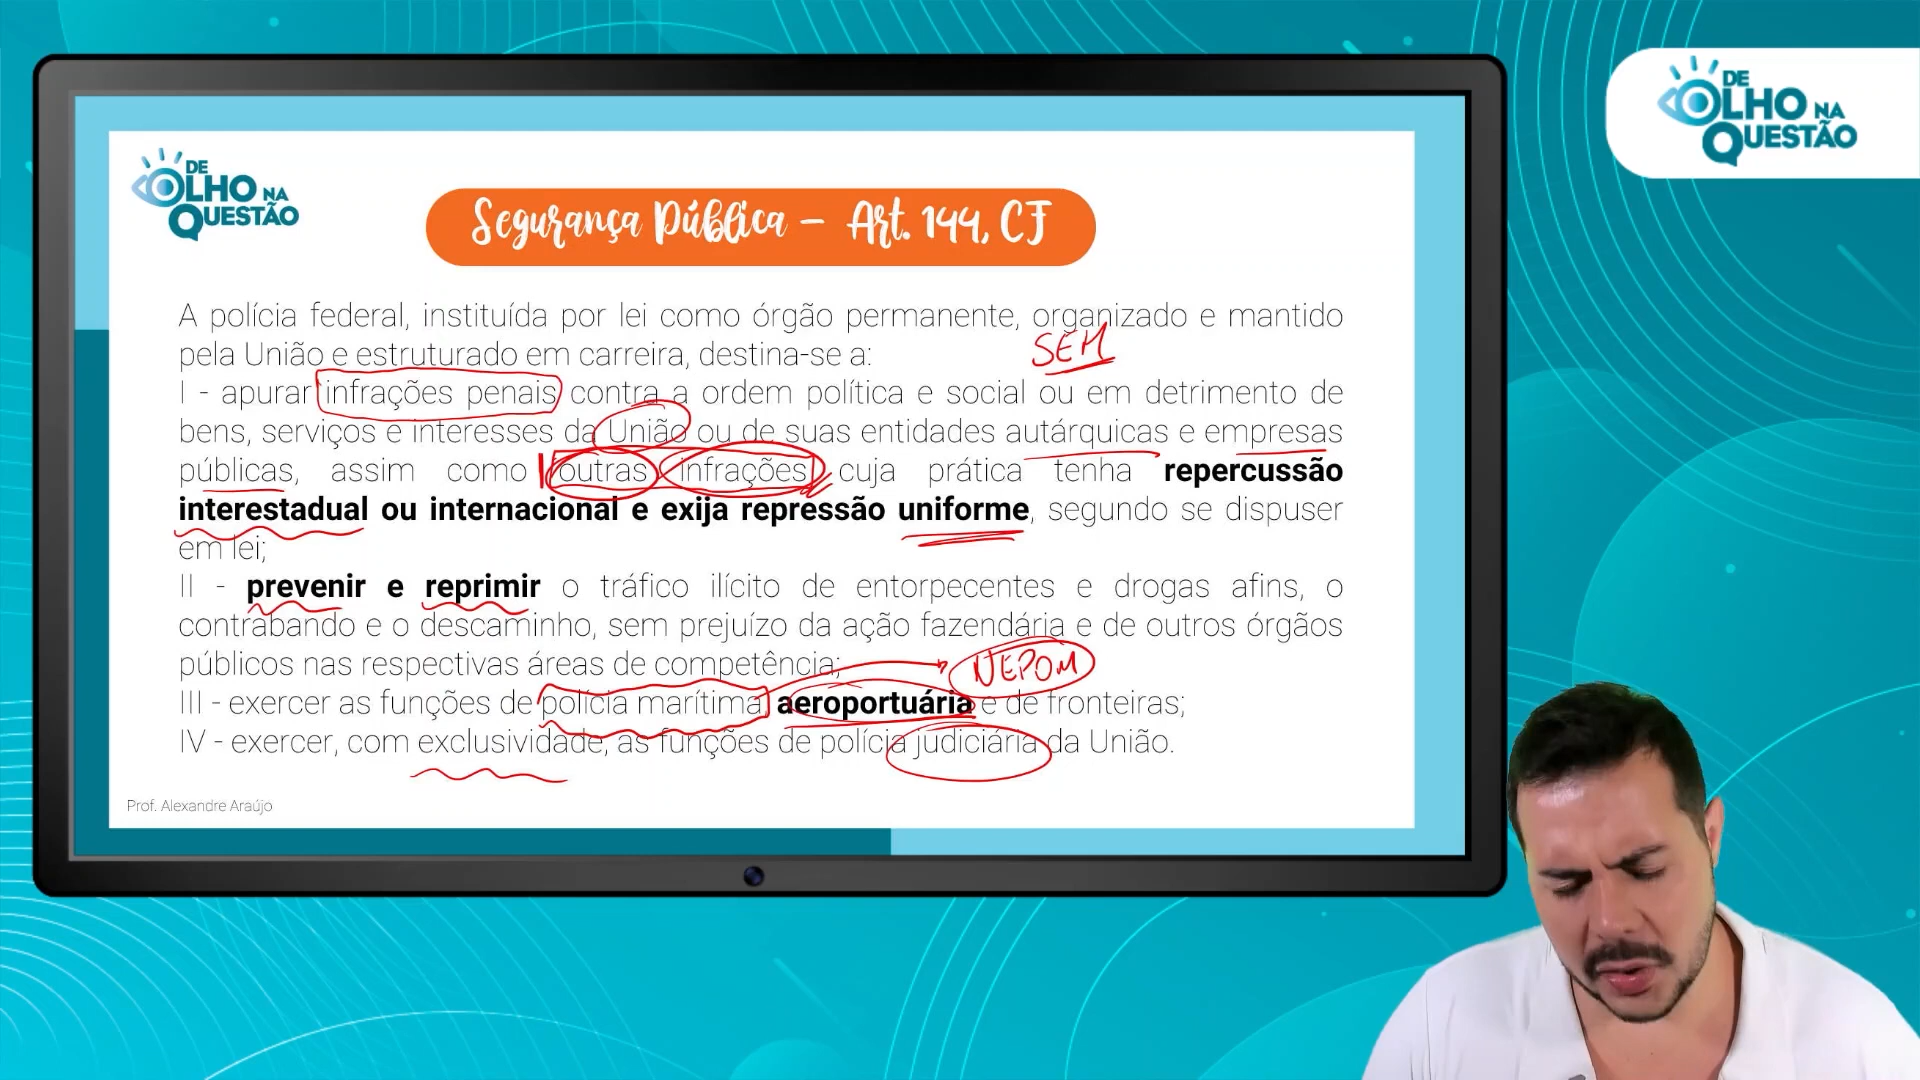 DE
OLHO NA
QUESTÃO
DE
OLHO NA
QUESTÃO
Segurança Pública – Art. 144, CF
A polícia federal, instituída por lei como órgão permanente, organizado e mantido
SEM
pela União e estruturado em carreira, destina-se a:
I - apurar infrações penais contra a ordem política e social ou em detrimento de
bens, serviços e interesses da União ou de suas entidades autárquicas e empresas
públicas, assim como outras infrações cuja prática tenha repercussão
interestadual ou internacional e exija repressão uniforme, segundo se dispuser
em lei;
II - prevenir e reprimir o tráfico ilícito de entorpecentes e drogas afins, o
contrabando e o descaminho, sem prejuízo da ação fazendária e de outros órgãos
públicos nas respectivas áreas de competência;
NEPOM
III - exercer as funções de polícia marítima, aeroportuária e de fronteiras;
IV - exercer, com exclusividade, as funções de polícia judiciária da União.
Prof. Alexandre Araújo